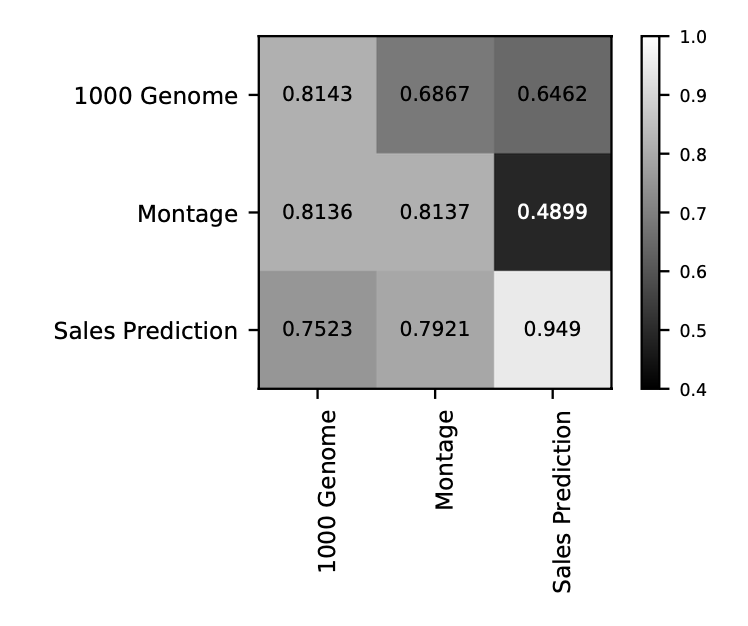 1000 Genome 0.8143 0.6867 0.6462
Montage 0.8136 0.8137 0.4899
Sales Prediction 0.7523 0.7921 0.949
1000 Genome
Montage
Sales Prediction
1.0
0.9
0.8
0.7
0.6
0.5
0.4